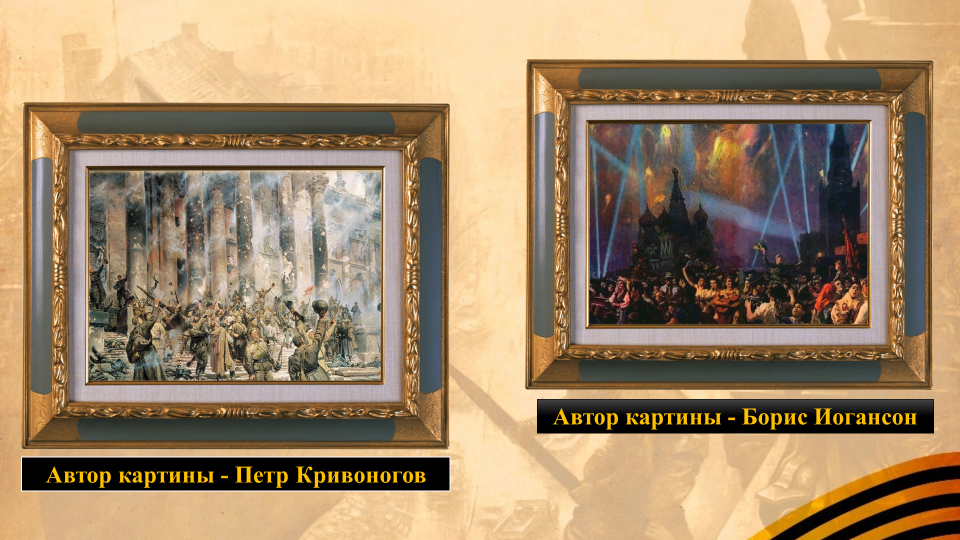 Автор картины - Петр Кривоногов
Автор картины - Борис Иогансон